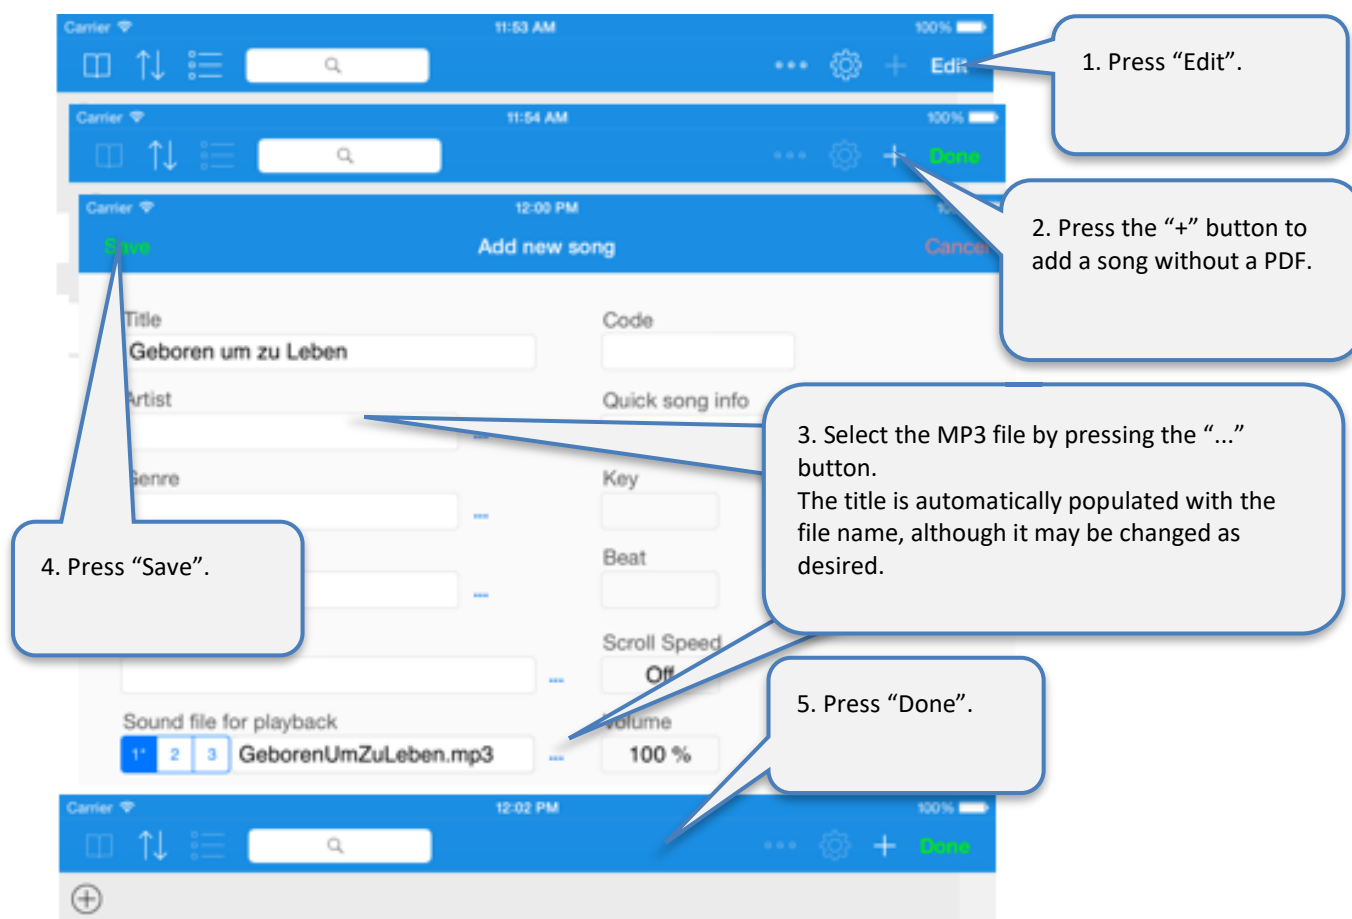 Carrier 11:53 AM 100%
Edit
1. Press “Edit”.
Carrier 11:54 AM 100%
Done
2. Press the “+” button to
add a song without a PDF.
Carrier 12:00 PM
Save Add new song Cancel
Title Code
Geboren um zu Leben
Artist Quick song info
...
3. Select the MP3 file by pressing the “...”
button.
The title is automatically populated with the
file name, although it may be changed as
desired.
Genre Key
...
4. Press “Save”.
Beat
...
Scroll Speed
... Off
5. Press “Done”.
Sound file for playback Volume
1* 2 3 GeborenUmZuLeben.mp3 ... 100 %
Carrier 12:02 PM 100%
Done